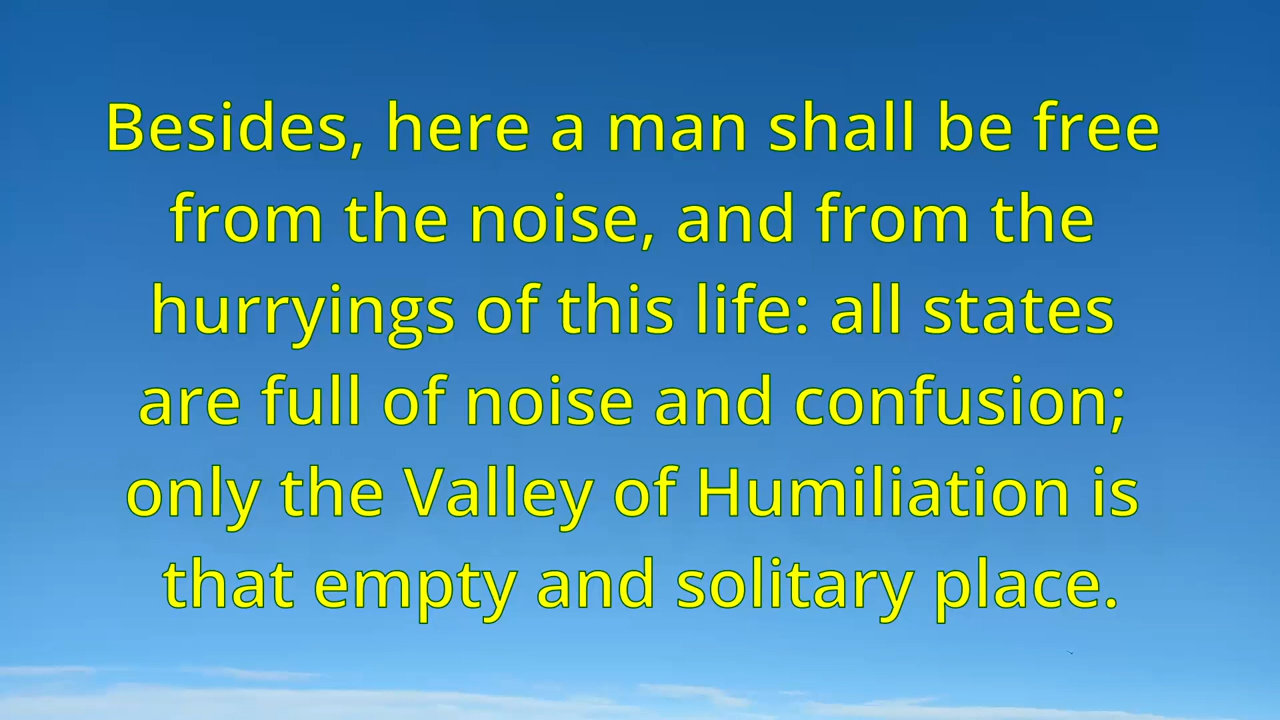 Besides, here a man shall be free
from the noise, and from the
hurryings of this life: all states
are full of noise and confusion;
only the Valley of Humiliation is
that empty and solitary place.